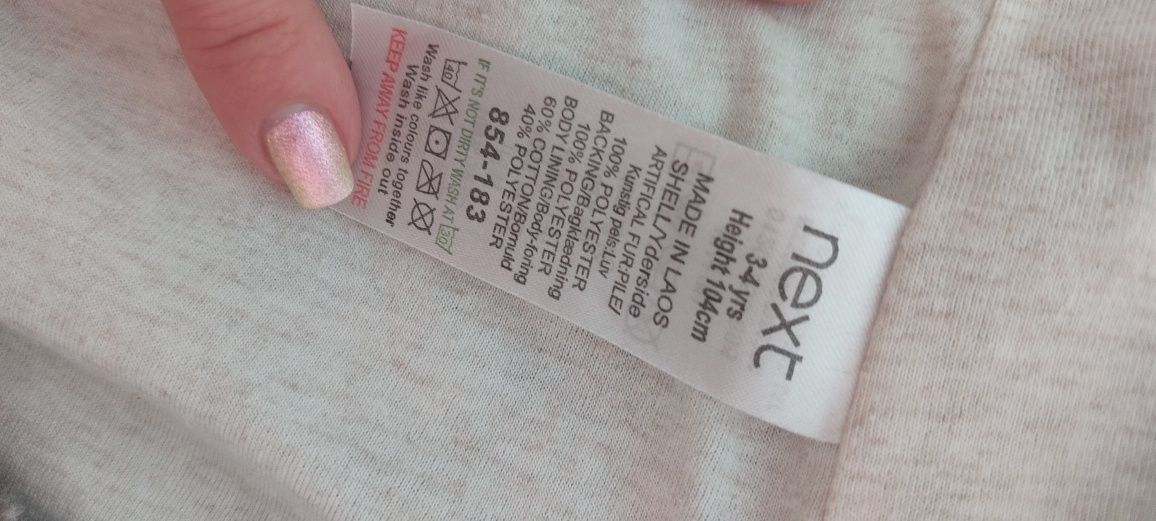 next
3-4 yrs
Height 104cm
MADE IN LAOS
SHELL/Yderside
ARTIFICAL FUR:PILE/
Kunstig pels:Luv
100% POLYESTER
BACKING/Bagklædning
100% POLYESTER
BODY LINING/Body-foring
60% COTTON/Bomuld
40% POLYESTER
854-183
IF IT'S NOT DIRTY WASH AT 30
40
Wash like colours together
Wash inside out
KEEP AWAY FROM FIRE